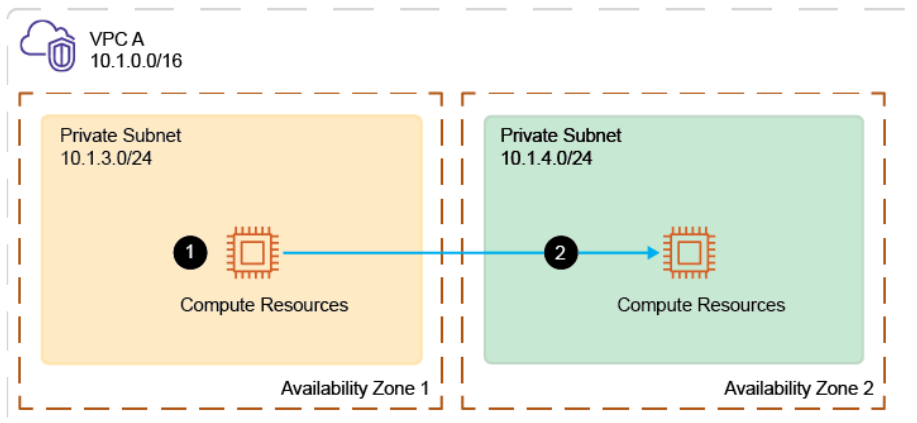 VPC A
10.1.0.0/16
Private Subnet
10.1.3.0/24
Private Subnet
10.1.4.0/24
1
2
Compute Resources
Compute Resources
Availability Zone 1
Availability Zone 2